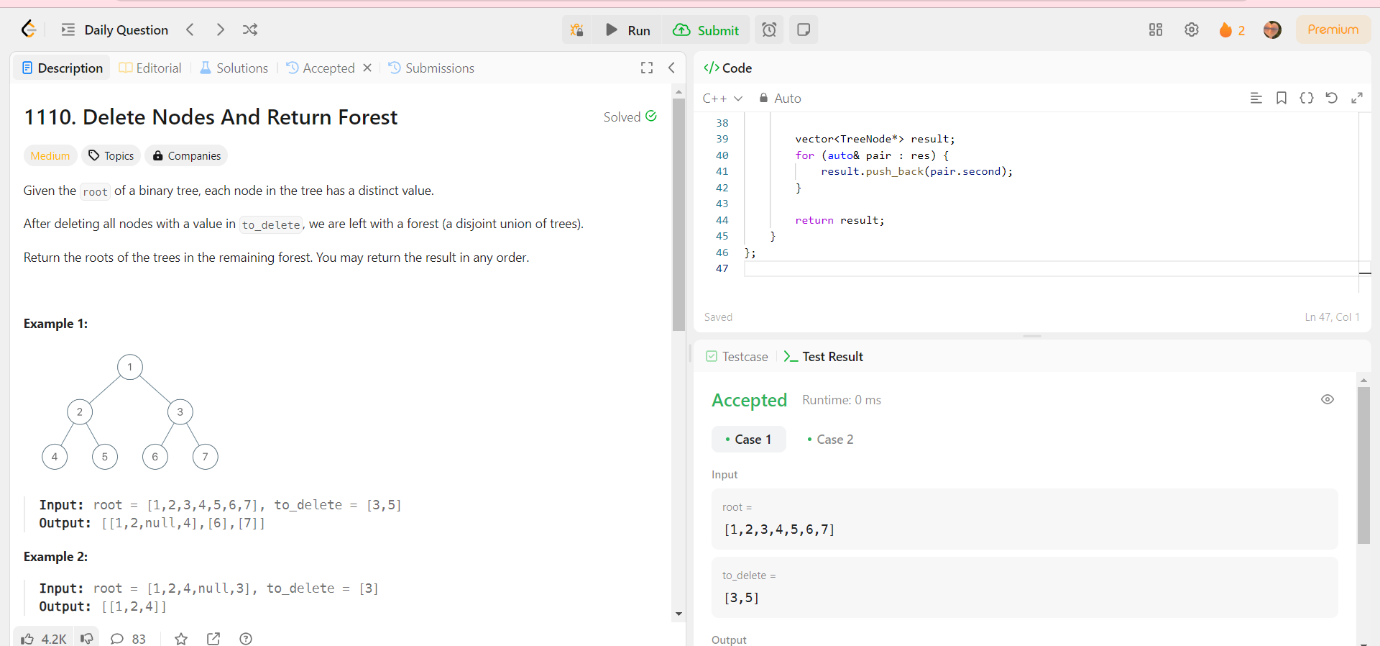 Daily Question
Run
Submit
2
Premium
Description
Editorial
Solutions
Accepted
Submissions
1110. Delete Nodes And Return Forest
Solved
Medium
Topics
Companies
Given the root of a binary tree, each node in the tree has a distinct value.
After deleting all nodes with a value in to_delete, we are left with a forest (a disjoint union of trees).
Return the roots of the trees in the remaining forest. You may return the result in any order.
Example 1:
1
2 3
4 5 6 7
Input: root = [1,2,3,4,5,6,7], to_delete = [3,5]
Output: [[1,2,null,4],[6],[7]]
Example 2:
Input: root = [1,2,4,null,3], to_delete = [3]
Output: [[1,2,4]]
4.2K
83
</> Code
C++
Auto
38
39 vector<TreeNode*> result;
40 for (auto& pair : res) {
41 result.push_back(pair.second);
42 }
43
44 return result;
45 }
46 };
47
Saved
Ln 47, Col 1
Testcase
Test Result
Accepted
Runtime: 0 ms
Case 1
Case 2
Input
root =
[1,2,3,4,5,6,7]
to_delete =
[3,5]
Output